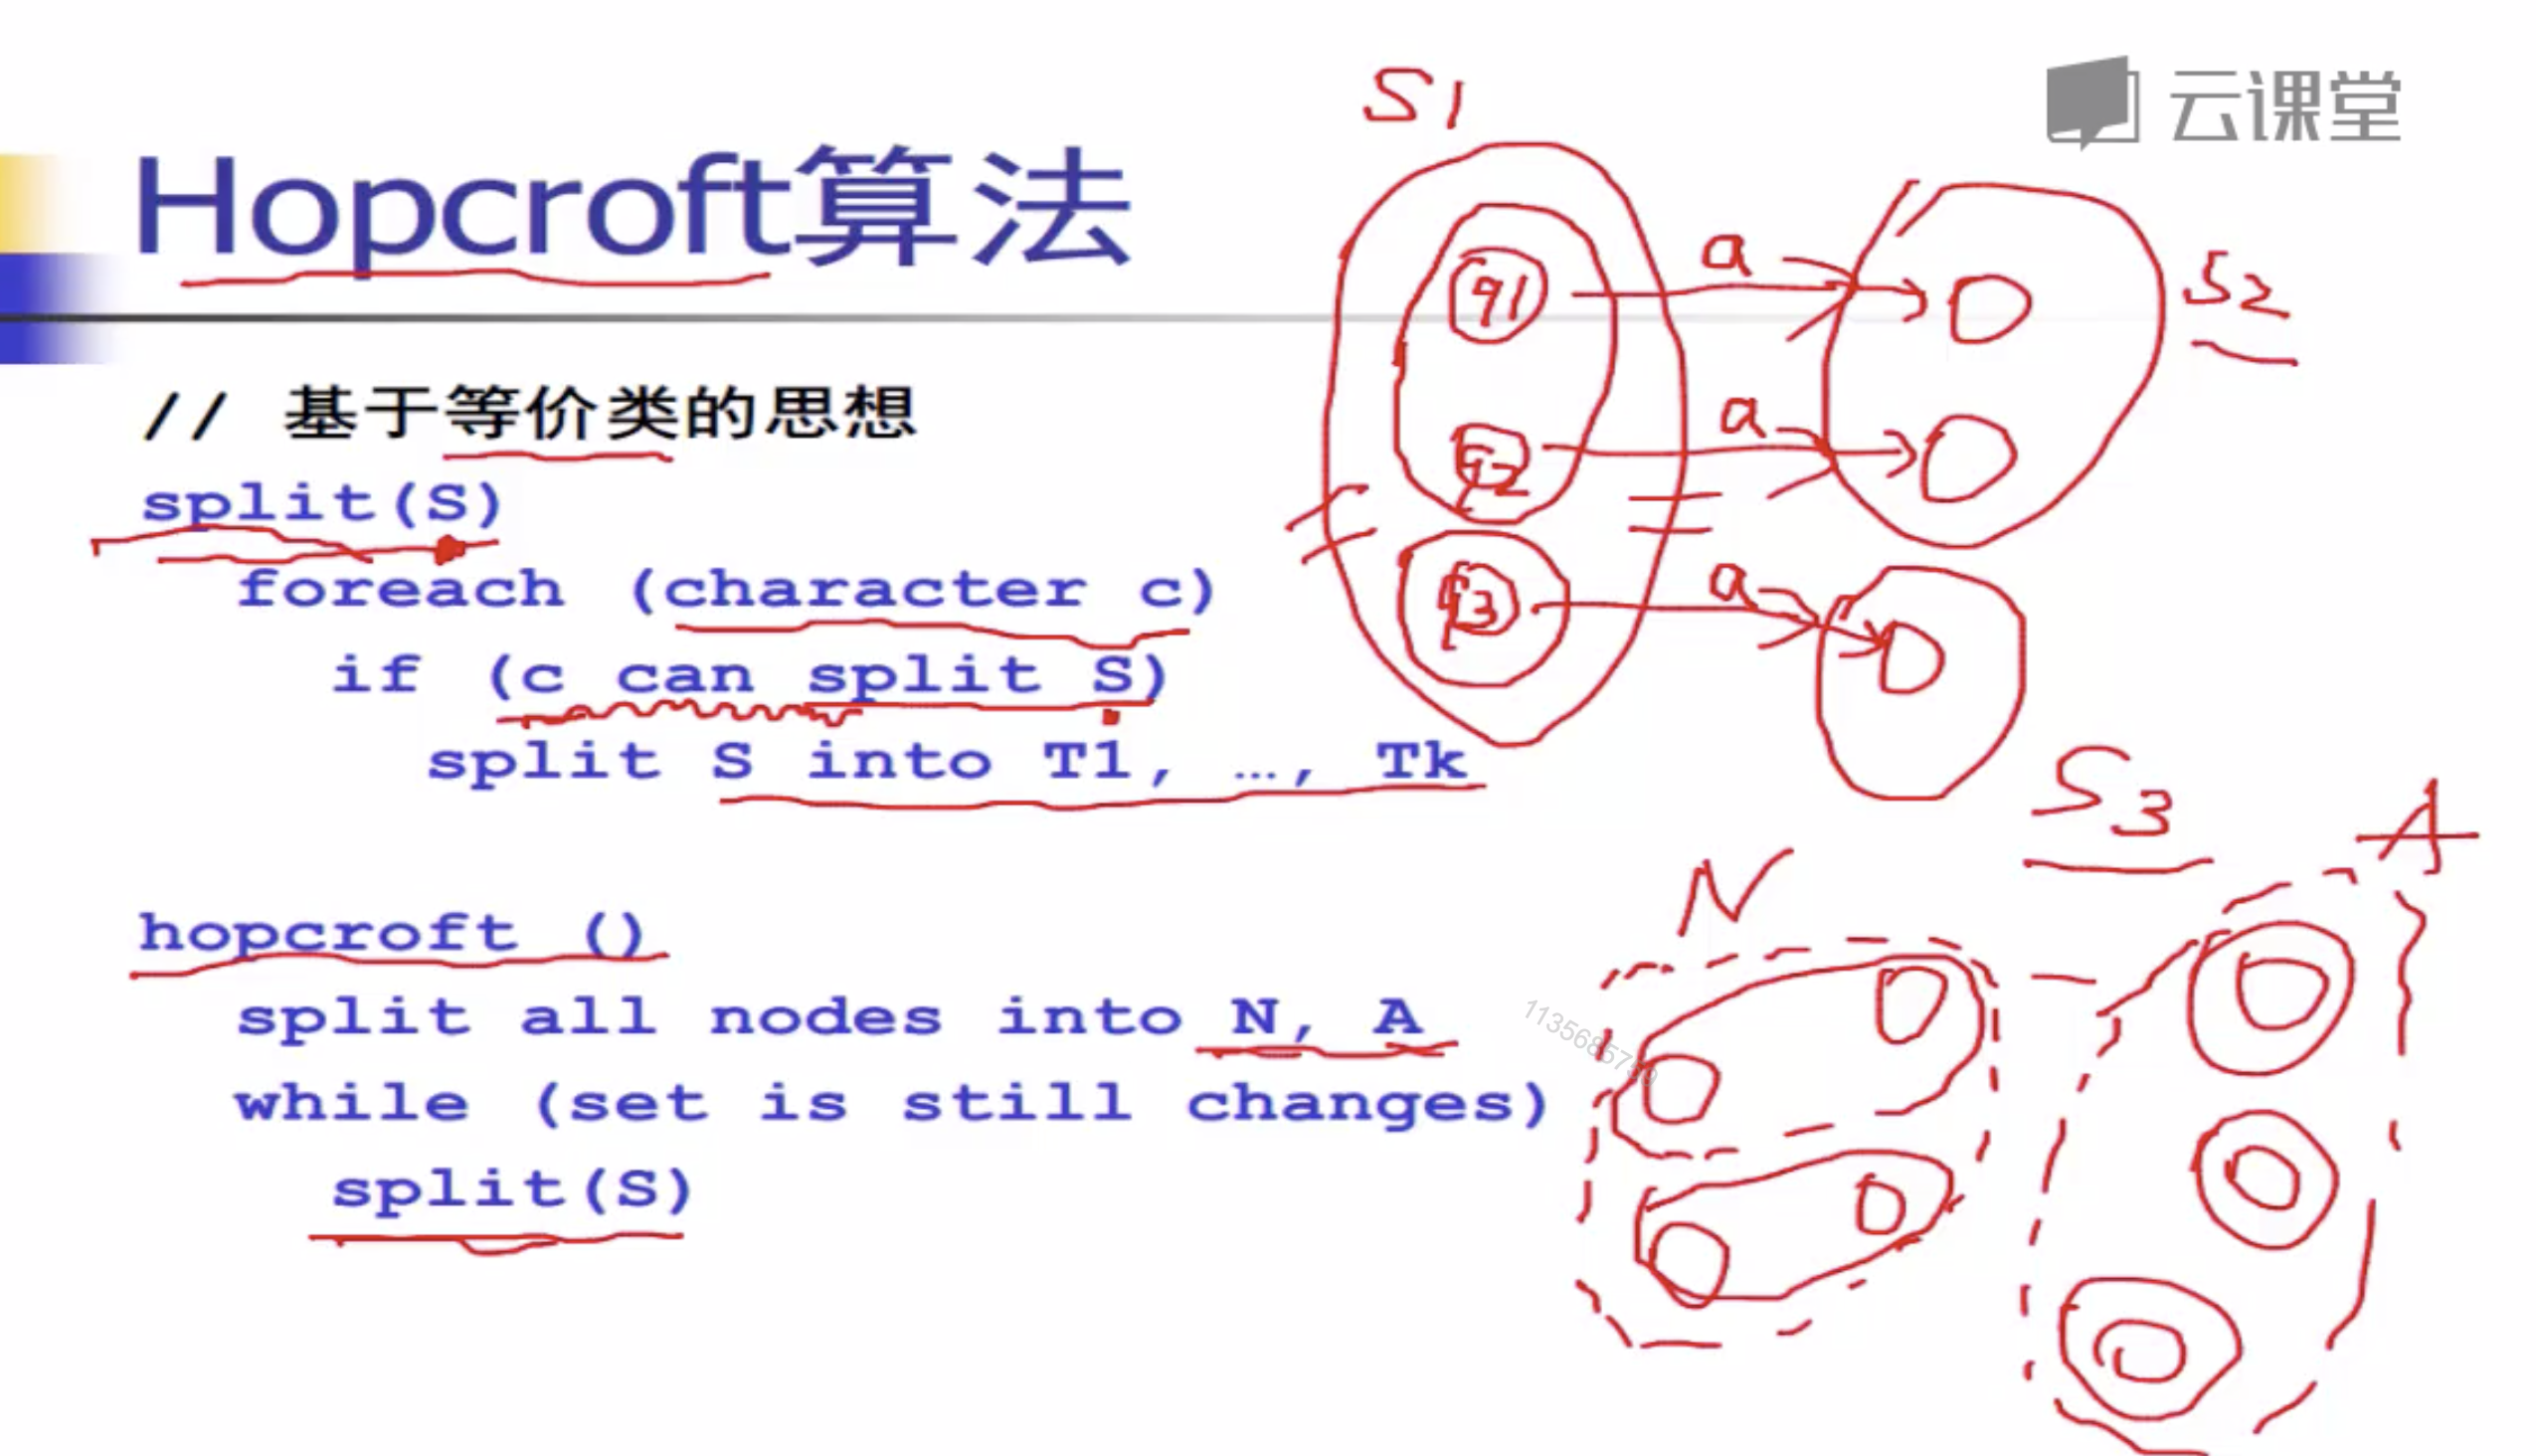 云课堂
Hopcroft算法
// 基于等价类的思想
split(S)
foreach (character c)
if (c can split S)
split S into T1, …, Tk
hopcroft ()
split all nodes into N, A
while (set is still changes)
split(S)
S1
q1
a
S2
q2
a
q3
a
S3
N
A